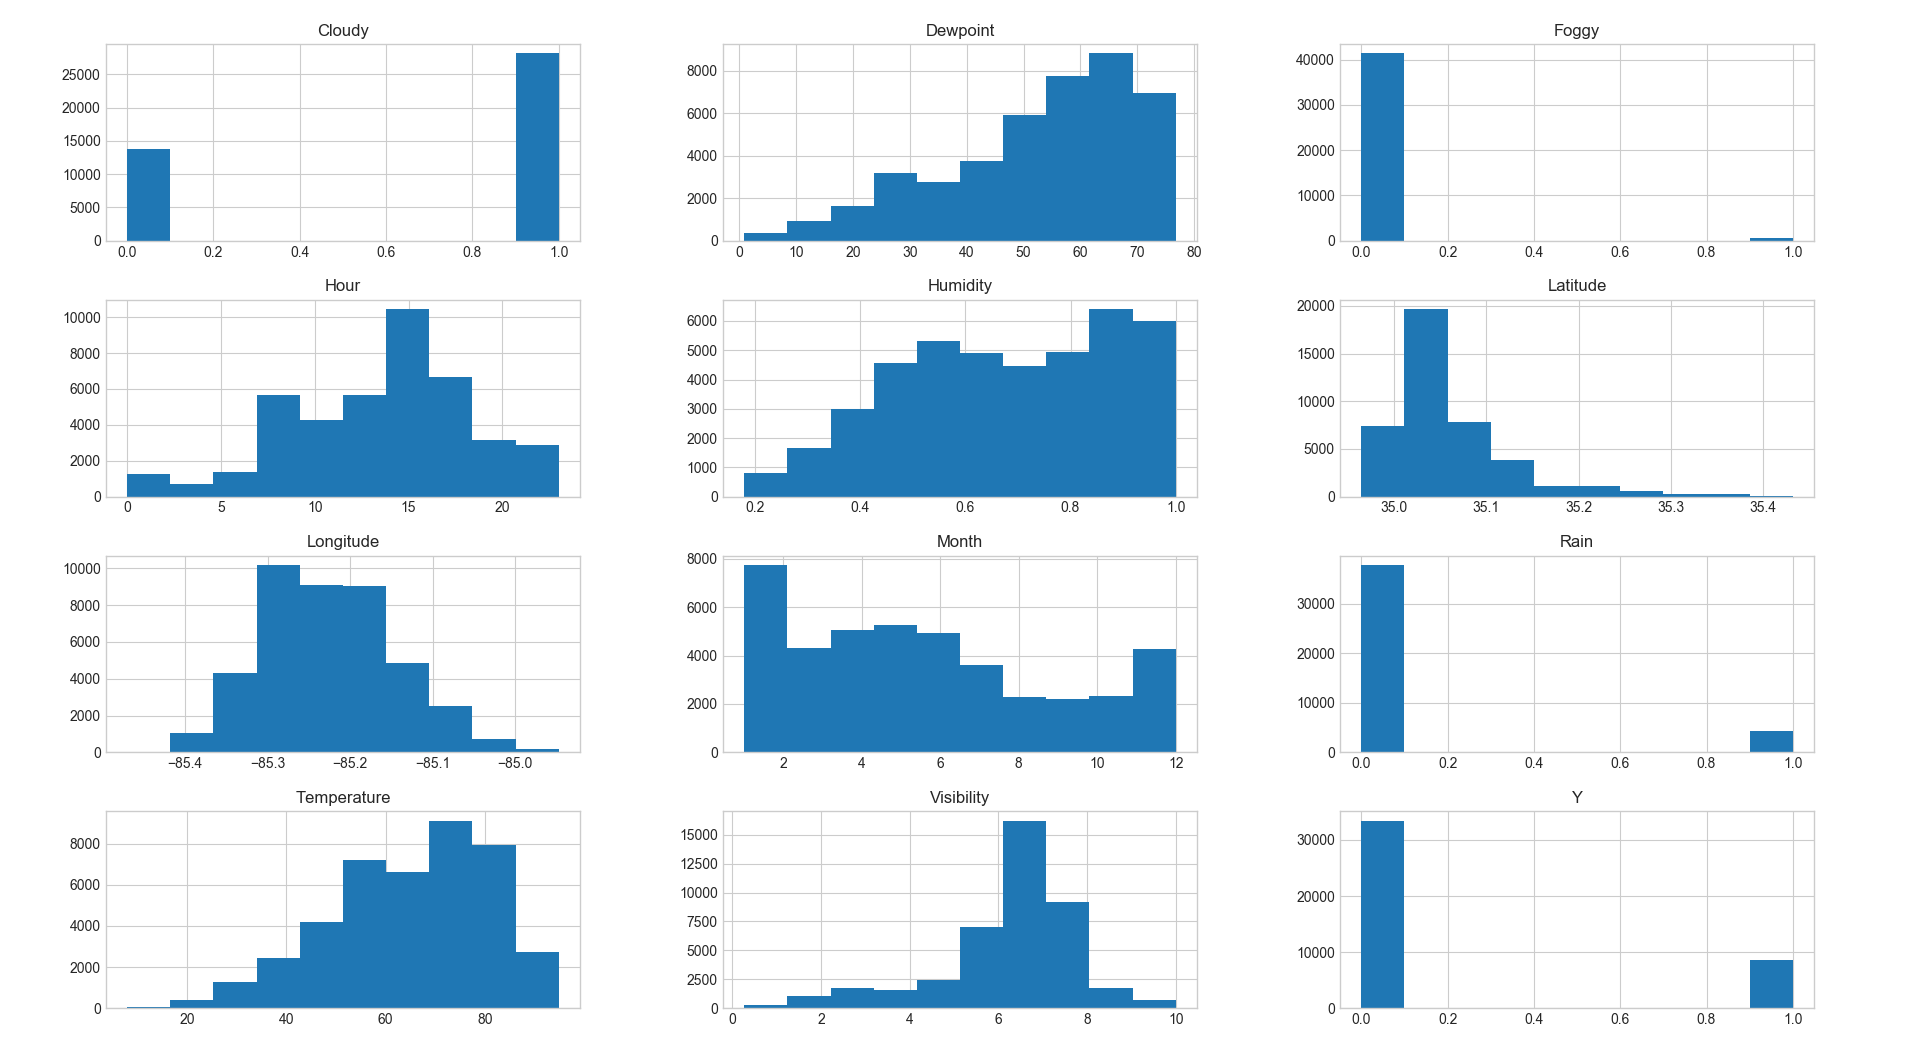 Cloudy
25000
20000
15000
10000
5000
0
0.0 0.2 0.4 0.6 0.8 1.0
Dewpoint
8000
6000
4000
2000
0
0 10 20 30 40 50 60 70 80
Foggy
40000
30000
20000
10000
0
0.0 0.2 0.4 0.6 0.8 1.0
Hour
10000
8000
6000
4000
2000
0
0 5 10 15 20
Humidity
6000
5000
4000
3000
2000
1000
0
0.2 0.4 0.6 0.8 1.0
Latitude
20000
15000
10000
5000
0
35.0 35.1 35.2 35.3 35.4
Longitude
10000
8000
6000
4000
2000
0
−85.4 −85.3 −85.2 −85.1 −85.0
Month
8000
6000
4000
2000
0
2 4 6 8 10 12
Rain
30000
20000
10000
0
0.0 0.2 0.4 0.6 0.8 1.0
Temperature
8000
6000
4000
2000
0
20 40 60 80
Visibility
15000
12500
10000
7500
5000
2500
0
0 2 4 6 8 10
Y
30000
20000
10000
0
0.0 0.2 0.4 0.6 0.8 1.0